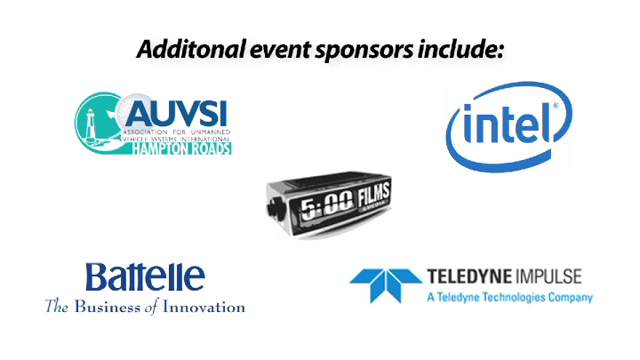 Additonal event sponsors include:
AUVSI
ASSOCIATION FOR UNMANNED
VEHICLE SYSTEMS INTERNATIONAL
HAMPTON ROADS
intel®
5:00 FILMS
Battelle
The Business of Innovation
TELEDYNE IMPULSE
A Teledyne Technologies Company